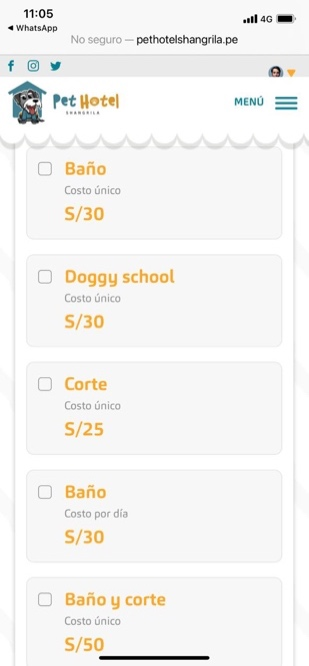 11:05
4G
WhatsApp
No seguro — pethotelshangrila.pe
Pet Hotel
SHANGRILA
MENÚ
Baño
Costo único
S/30
Doggy school
Costo único
S/30
Corte
Costo único
S/25
Baño
Costo por día
S/30
Baño y corte
Costo único
S/50